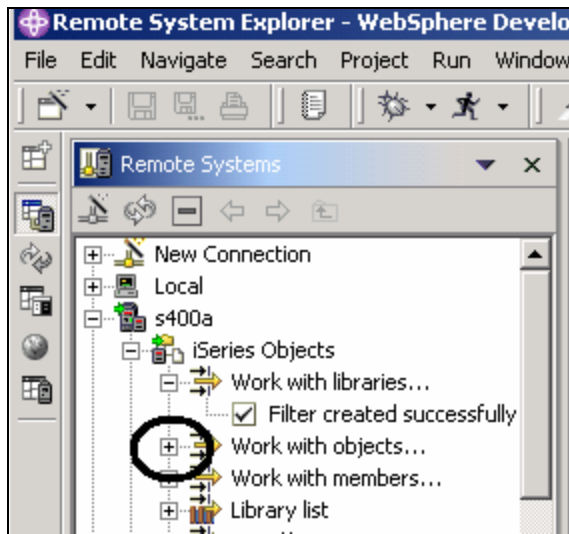 Remote System Explorer - WebSphere Develo
File Edit Navigate Search Project Run Window
Remote Systems
New Connection
Local
s400a
iSeries Objects
Work with libraries...
Filter created successfully
Work with objects...
Work with members...
Library list